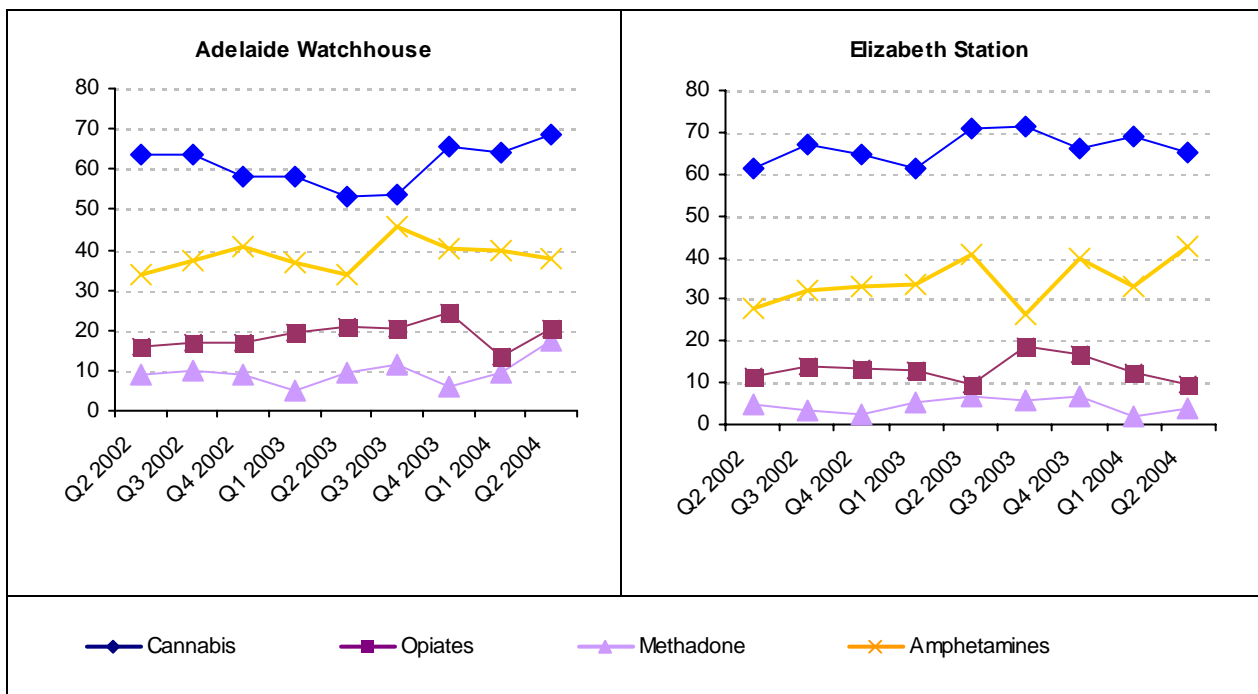 Adelaide Watchhouse
80
70
60
50
40
30
20
10
0
Q2 2002
Q3 2002
Q4 2002
Q1 2003
Q2 2003
Q3 2003
Q4 2003
Q1 2004
Q2 2004
Elizabeth Station
80
70
60
50
40
30
20
10
0
Q2 2002
Q3 2002
Q4 2002
Q1 2003
Q2 2003
Q3 2003
Q4 2003
Q1 2004
Q2 2004
Cannabis Opiates Methadone Amphetamines